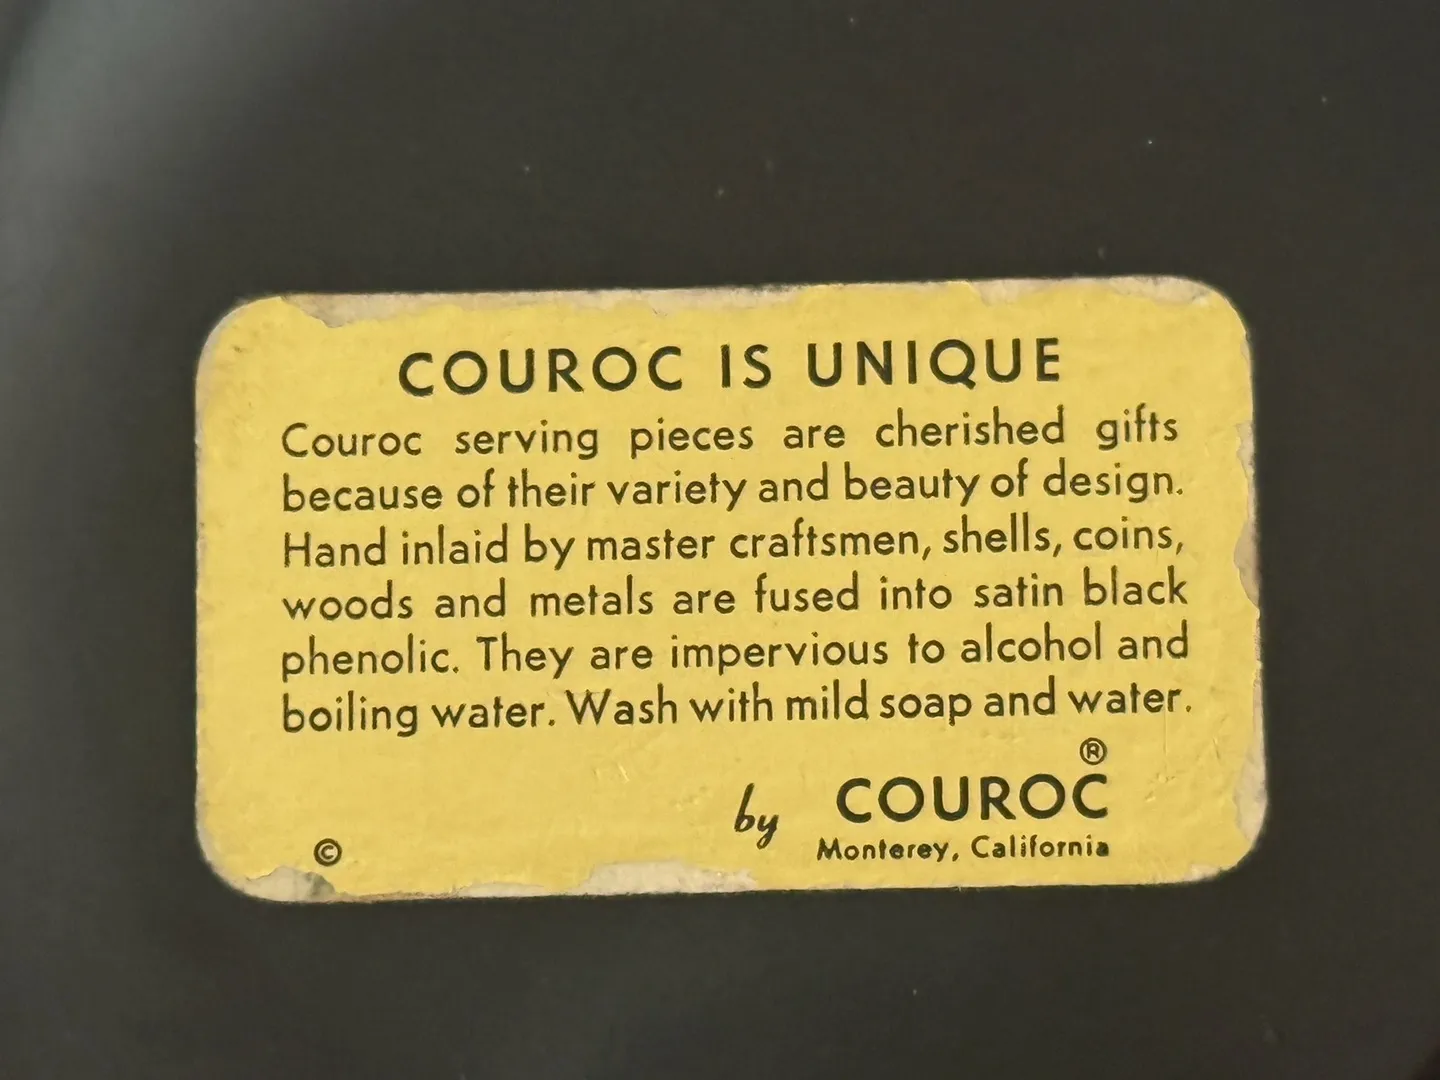 COUROC IS UNIQUE
Couroc serving pieces are cherished gifts
because of their variety and beauty of design.
Hand inlaid by master craftsmen, shells, coins,
woods and metals are fused into satin black
phenolic. They are impervious to alcohol and
boiling water. Wash with mild soap and water.
by COUROC®
Monterey, California
©